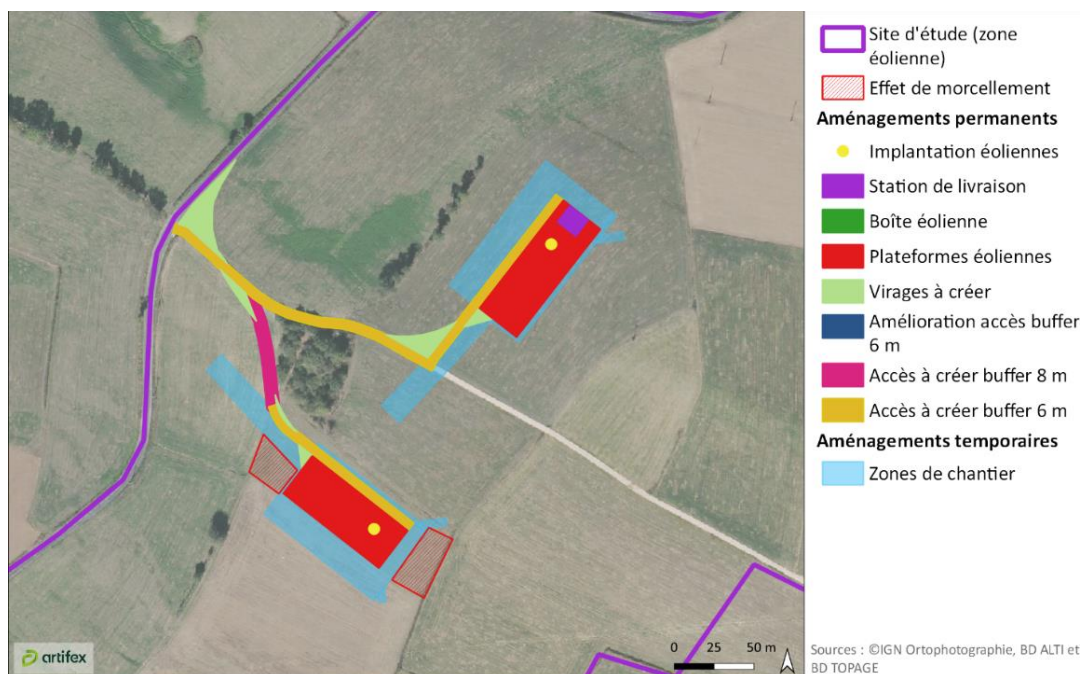 Site d'étude (zone
éolienne)
Effet de morcellement
Aménagements permanents
Implantation éoliennes
Station de livraison
Boîte éolienne
Plateformes éoliennes
Virages à créer
Amélioration accès buffer
6 m
Accès à créer buffer 8 m
Accès à créer buffer 6 m
Aménagements temporaires
Zones de chantier
artifex
0 25 50 m
Sources : ©IGN Ortophotographie, BD ALTI et
BD TOPAGE